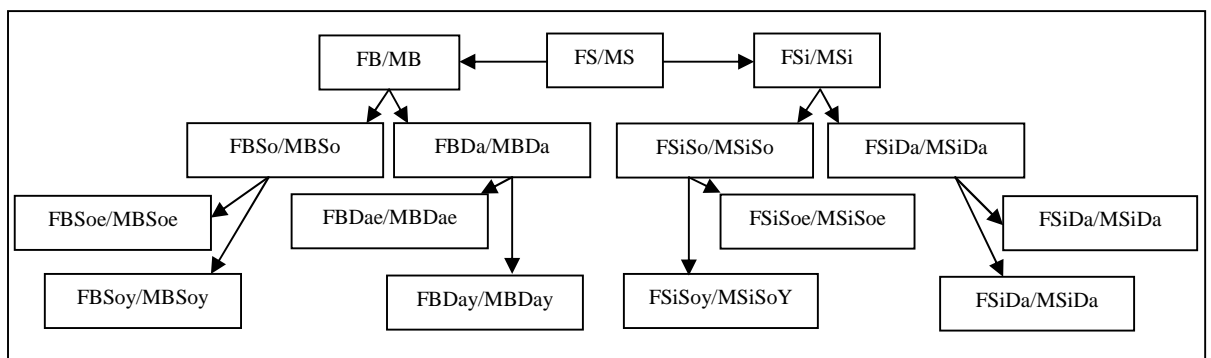 FB/MB
FS/MS
FSi/MSi
FBSo/MBSo
FBDa/MBDa
FSiSo/MSiSo
FSiDa/MSiDa
FBSoe/MBSoe
FBDae/MBDae
FSiSoe/MSiSoe
FSiDa/MSiDa
FBSoy/MBSoy
FBDay/MBDay
FSiSoy/MSiSoY
FSiDa/MSiDa